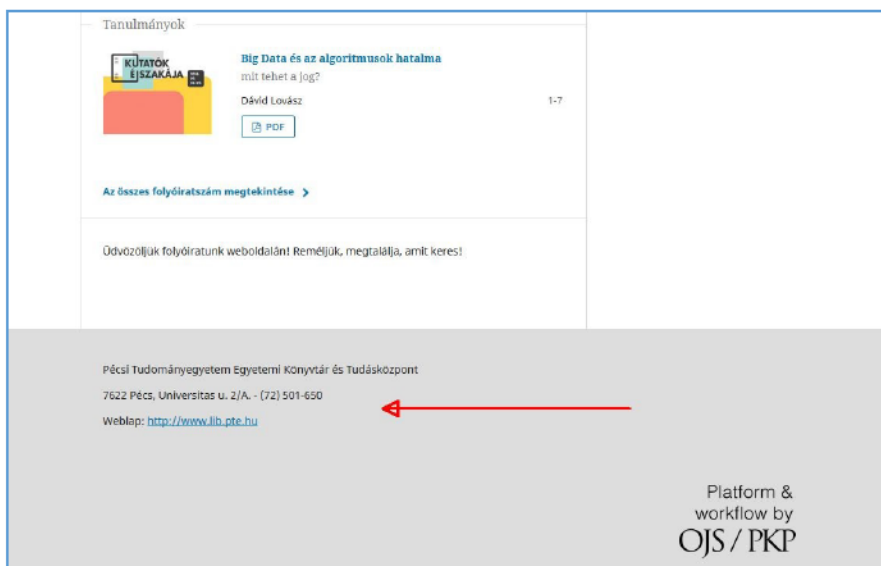 Tanulmányok
KUTATÓK
ÉJSZAKÁJA
Big Data és az algoritmusok hatalma
mit tehet a jog?
Dávid Lovász
1-7
PDF
Az összes folyóiratszám megtekintése
Üdvözöljük folyóiratunk weboldalán! Reméljük, megtalálja, amit keres!
Pécsi Tudományegyetem Egyetemi Könyvtár és Tudásközpont
7622 Pécs, Universitas u. 2/A. - (72) 501-650
Weblap: http://www.lib.pte.hu
Platform &
workflow by
OJS / PKP